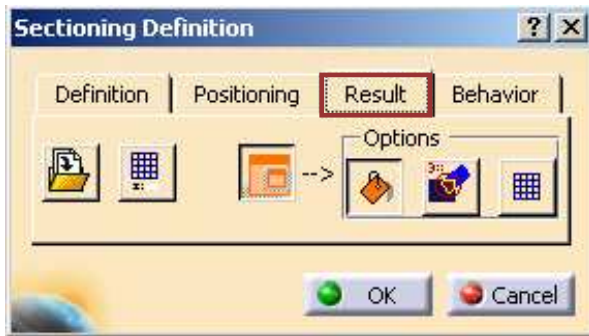 Sectioning Definition
Definition Positioning Result Behavior
Options
-->
OK Cancel